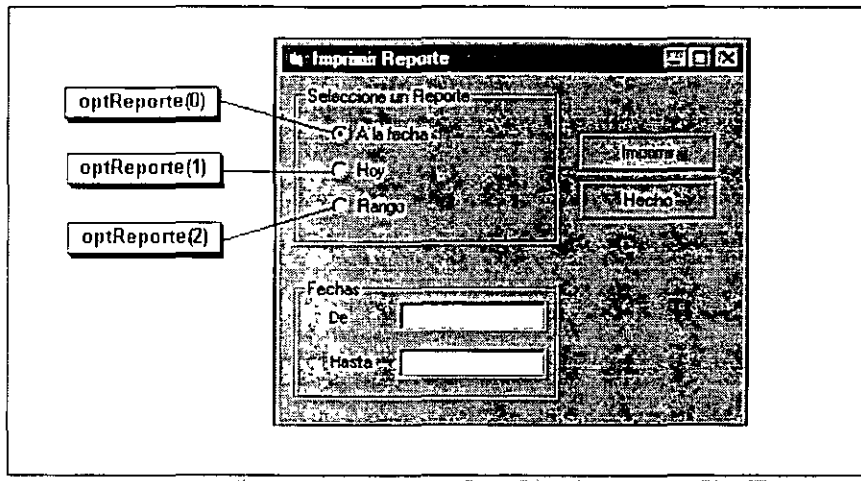 Imprimir Reporte
optReporte(0)
optReporte(1)
optReporte(2)
Seleccione un Reporte
A la fecha
Hoy
Rango
Imprimir
Hecho
Fechas
De
Hasta